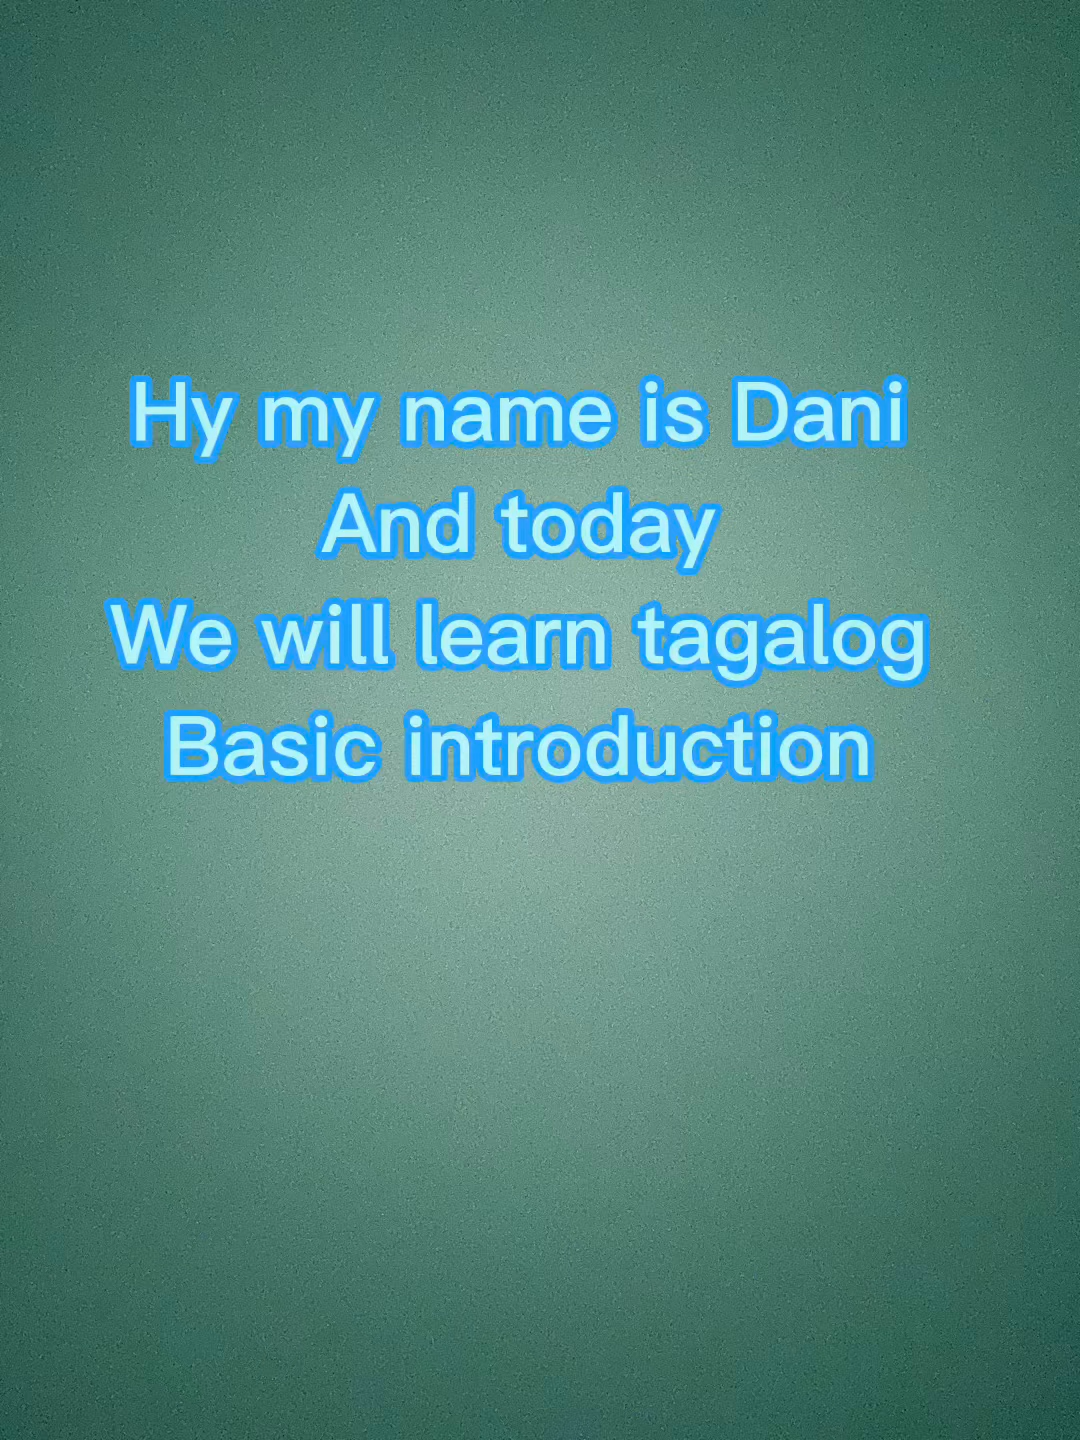 Hy my name is Dani
And today
We will learn tagalog
Basic introduction